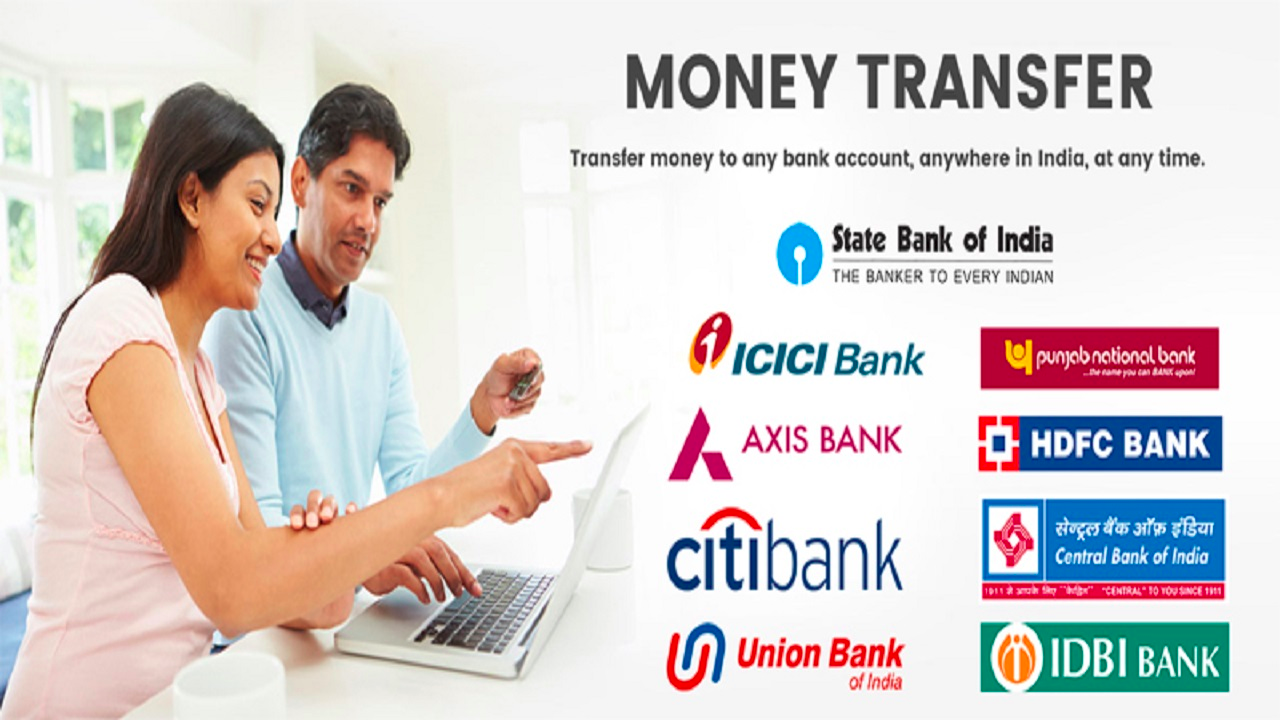 MONEY TRANSFER
Transfer money to any bank account, anywhere in India, at any time.
State Bank of India
THE BANKER TO EVERY INDIAN
ICICI Bank
punjab national bank
...the name you can BANK upon!
AXIS BANK
HDFC BANK
citibank
सेन्ट्रल बैंक ऑफ़ इंडिया
Central Bank of India
1911 से आपके लिए "केन्द्रित" "CENTRAL" TO YOU SINCE 1911
Union Bank
of India
IDBI BANK